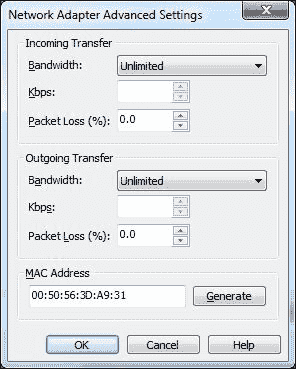 Network Adapter Advanced Settings
Incoming Transfer
Bandwidth: Unlimited
Kbps:
Packet Loss (%): 0.0
Outgoing Transfer
Bandwidth: Unlimited
Kbps:
Packet Loss (%): 0.0
MAC Address
00:50:56:3D:A9:31 Generate
OK Cancel Help